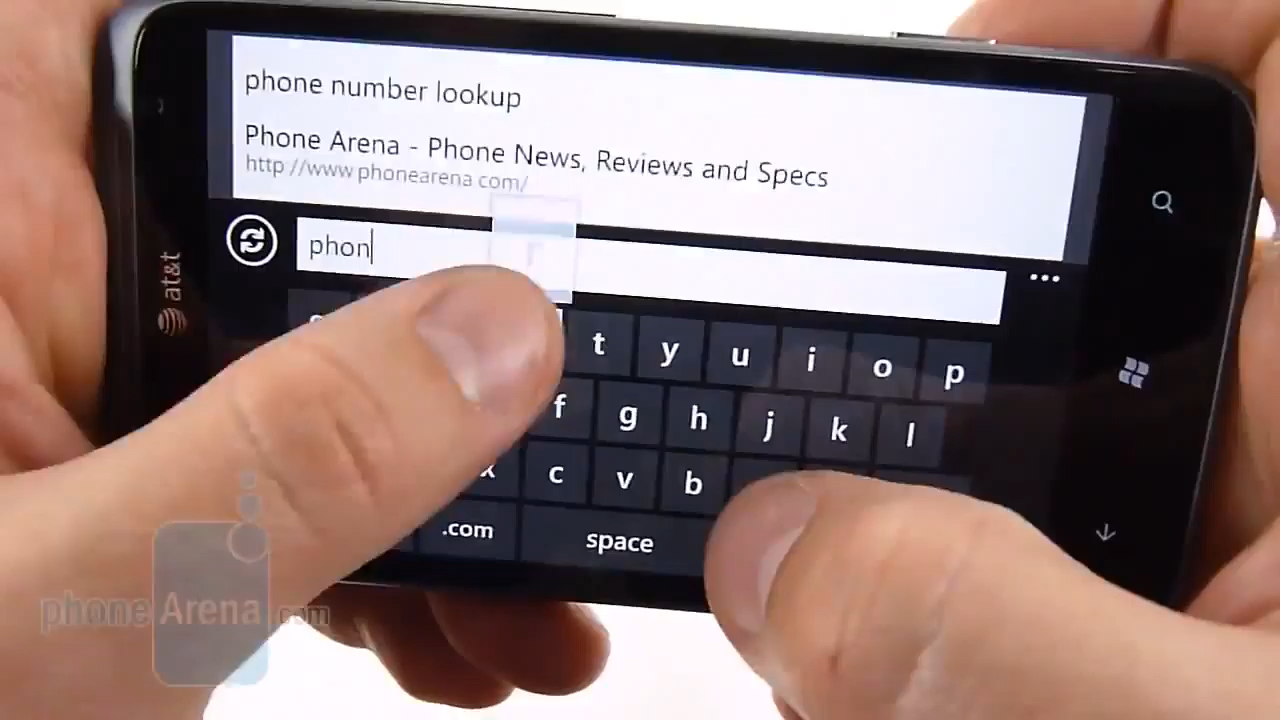 phone number lookup
Phone Arena - Phone News, Reviews and Specs
http://www.phonearena.com/
phon
at&t
t y u i o p
f g h j k l
x c v b
.com space
phoneArena.com